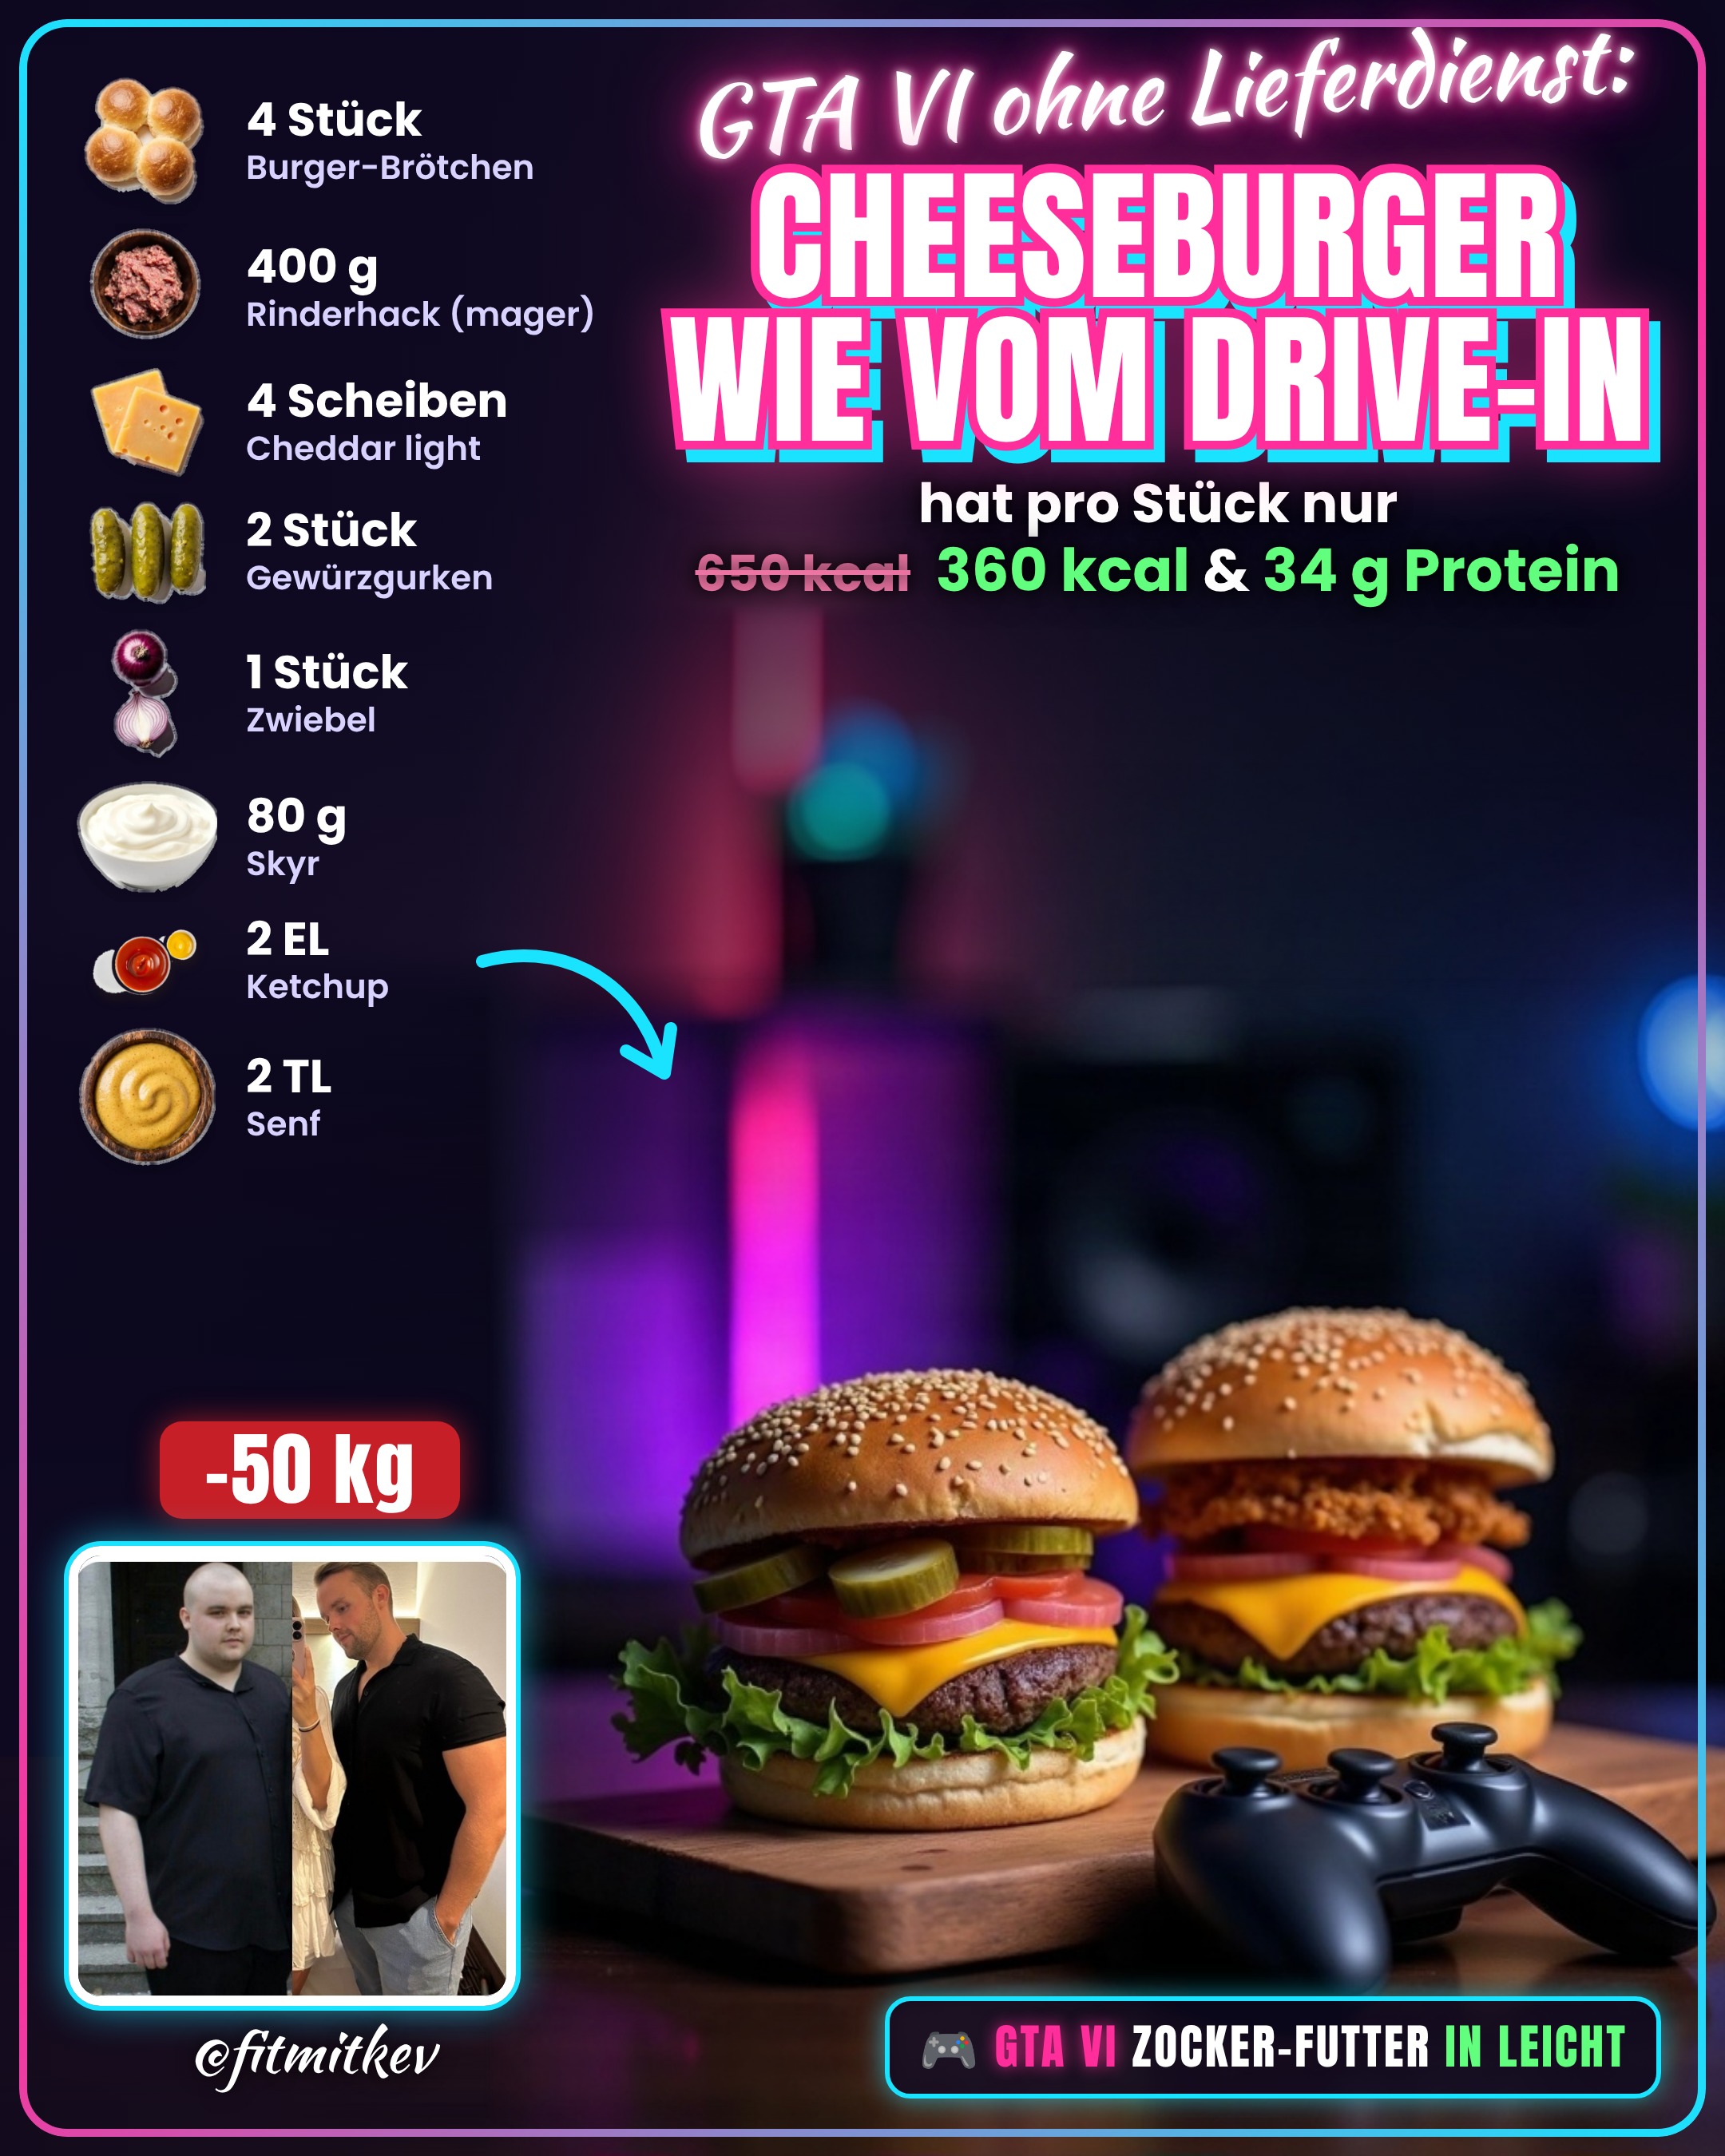 GTA VI ohne Lieferdienst:
CHEESEBURGER
WIE VOM DRIVE-IN
hat pro Stück nur
650 kcal 360 kcal & 34 g Protein
4 Stück
Burger-Brötchen
400 g
Rinderhack (mager)
4 Scheiben
Cheddar light
2 Stück
Gewürzgurken
1 Stück
Zwiebel
80 g
Skyr
2 EL
Ketchup
2 TL
Senf
-50 kg
@fitmitkev
🎮 GTA VI ZOCKER-FUTTER IN LEICHT